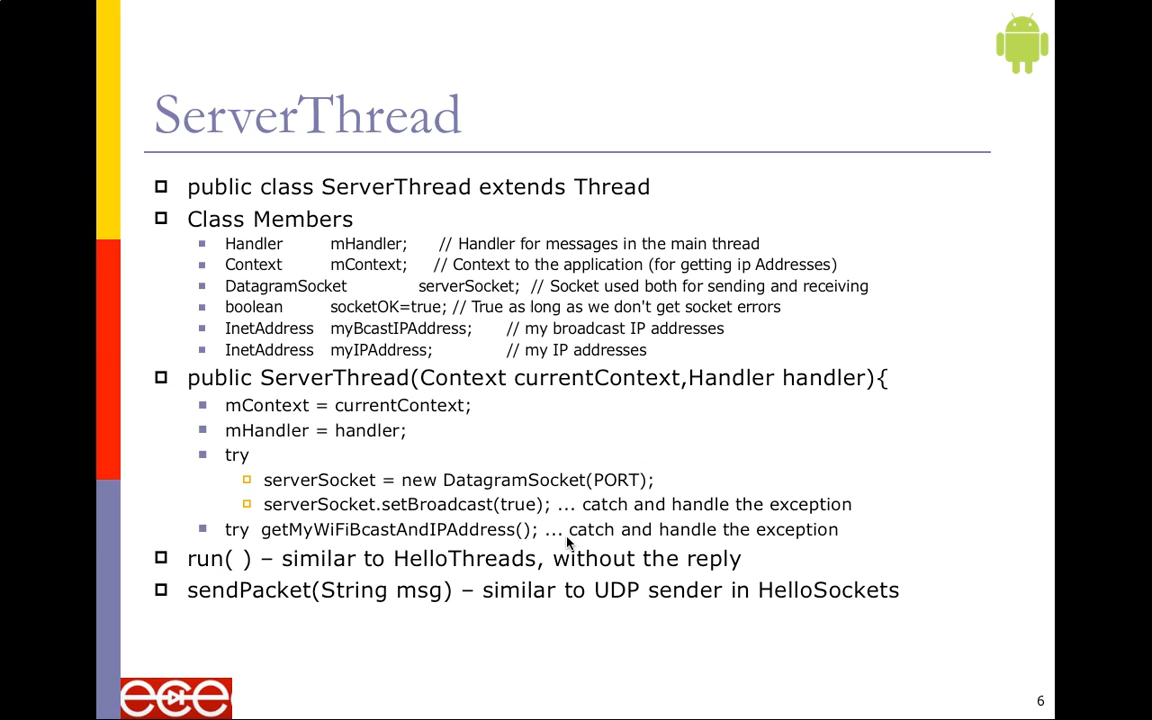 ServerThread
public class ServerThread extends Thread
Class Members
Handler mHandler; // Handler for messages in the main thread
Context mContext; // Context to the application (for getting ip Addresses)
DatagramSocket serverSocket; // Socket used both for sending and receiving
boolean socketOK=true; // True as long as we don't get socket errors
InetAddress myBcastIPAddress; // my broadcast IP addresses
InetAddress myIPAddress; // my IP addresses
public ServerThread(Context currentContext,Handler handler){
mContext = currentContext;
mHandler = handler;
try
serverSocket = new DatagramSocket(PORT);
serverSocket.setBroadcast(true); ... catch and handle the exception
try getMyWiFiBcastAndIPAddress(); ... catch and handle the exception
run( ) – similar to HelloThreads, without the reply
sendPacket(String msg) – similar to UDP sender in HelloSockets
ece
6